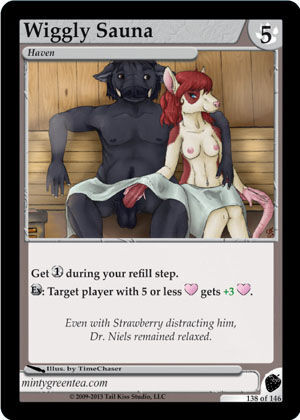 Wiggly Sauna
5
Haven
Get 1 during your refill step.
: Target player with 5 or less gets +3 .
Even with Strawberry distracting him,
Dr. Niels remained relaxed.
Illus. by TimeChaser
mintygreentea.com
© 2009-2013 Tail Kiss Studio, LLC
138 of 146